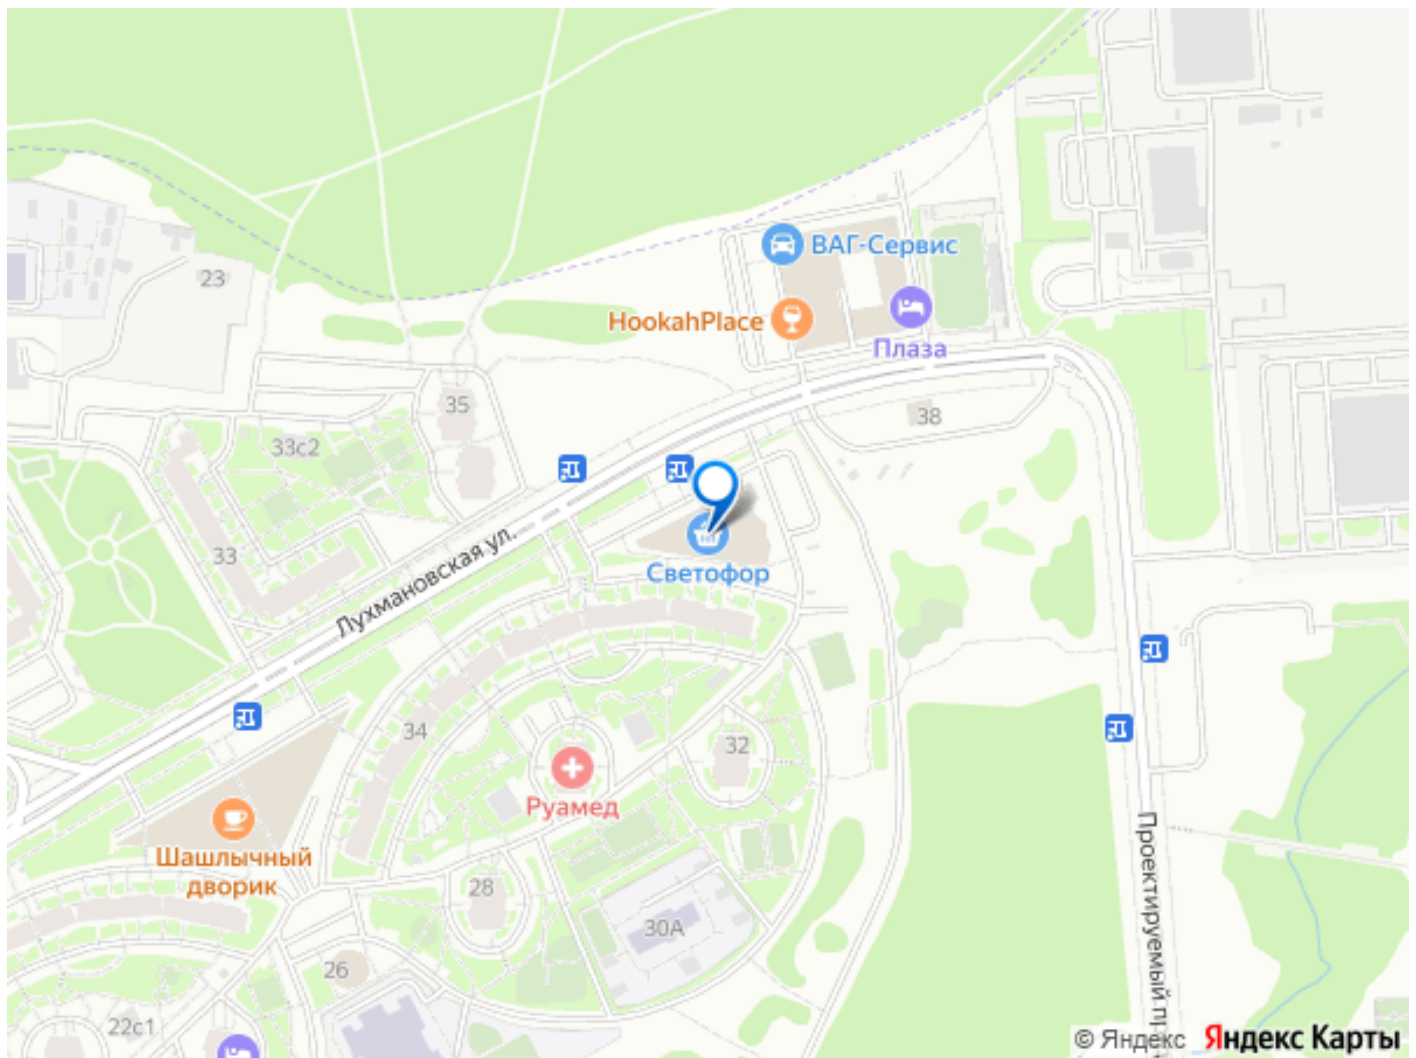 23
ВАГ-Сервис
HookahPlace
Плаза
35
38
33с2
33
Лухмановская ул.
Светофор
34
32
Руамед
Шашлычный
дворик
28
30А
26
22с1
Проектируемый
© Яндекс Яндекс Карты